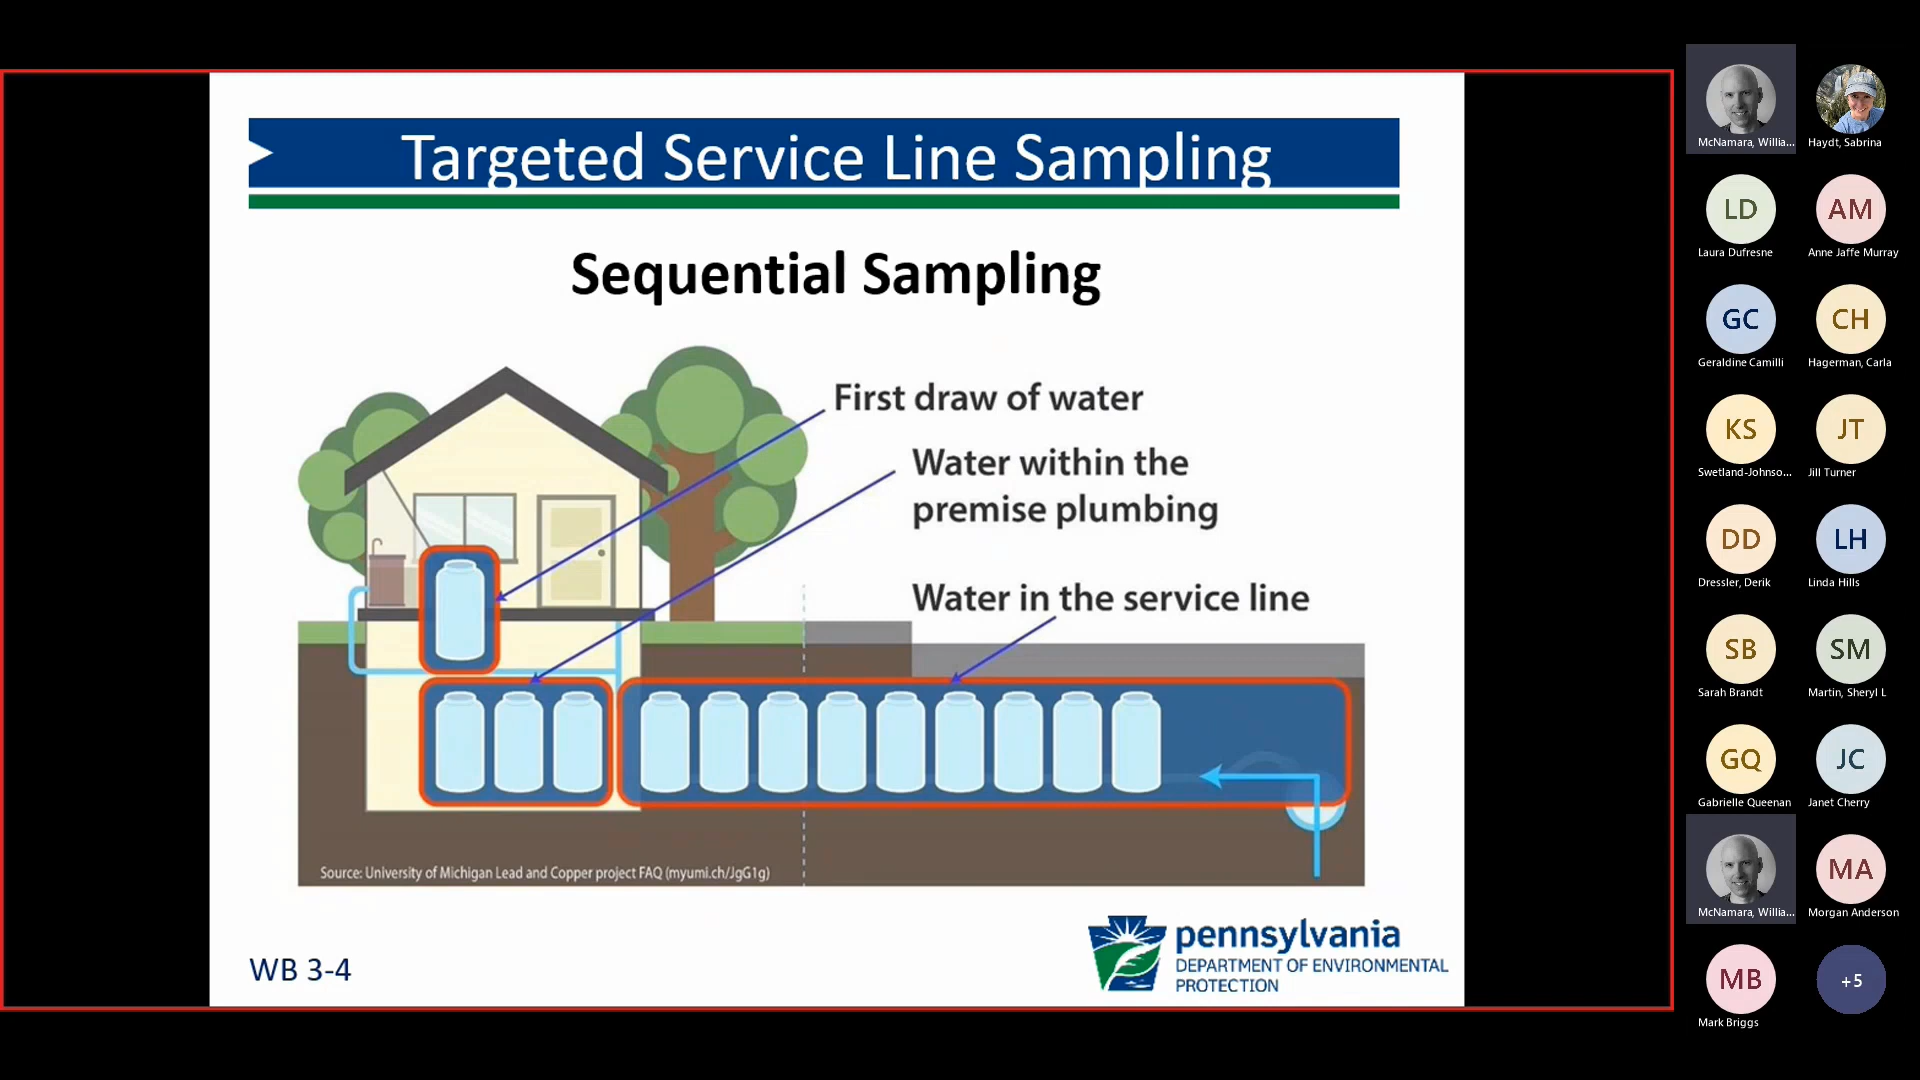 Targeted Service Line Sampling
Sequential Sampling
First draw of water
Water within the
premise plumbing
Water in the service line
Source: University of Michigan Lead and Copper project FAQ (myumi.ch/JgG1g)
WB 3-4
pennsylvania
DEPARTMENT OF ENVIRONMENTAL
PROTECTION
McNamara, Willia...
Haydt, Sabrina
LD
Laura Dufresne
AM
Anne Jaffe Murray
GC
Geraldine Camilli
CH
Hagerman, Carla
KS
Swetland-Johnso...
JT
Jill Turner
DD
Dressler, Derik
LH
Linda Hills
SB
Sarah Brandt
SM
Martin, Sheryl L
GQ
Gabrielle Queenan
JC
Janet Cherry
McNamara, Willia...
MA
Morgan Anderson
MB
Mark Briggs
+5